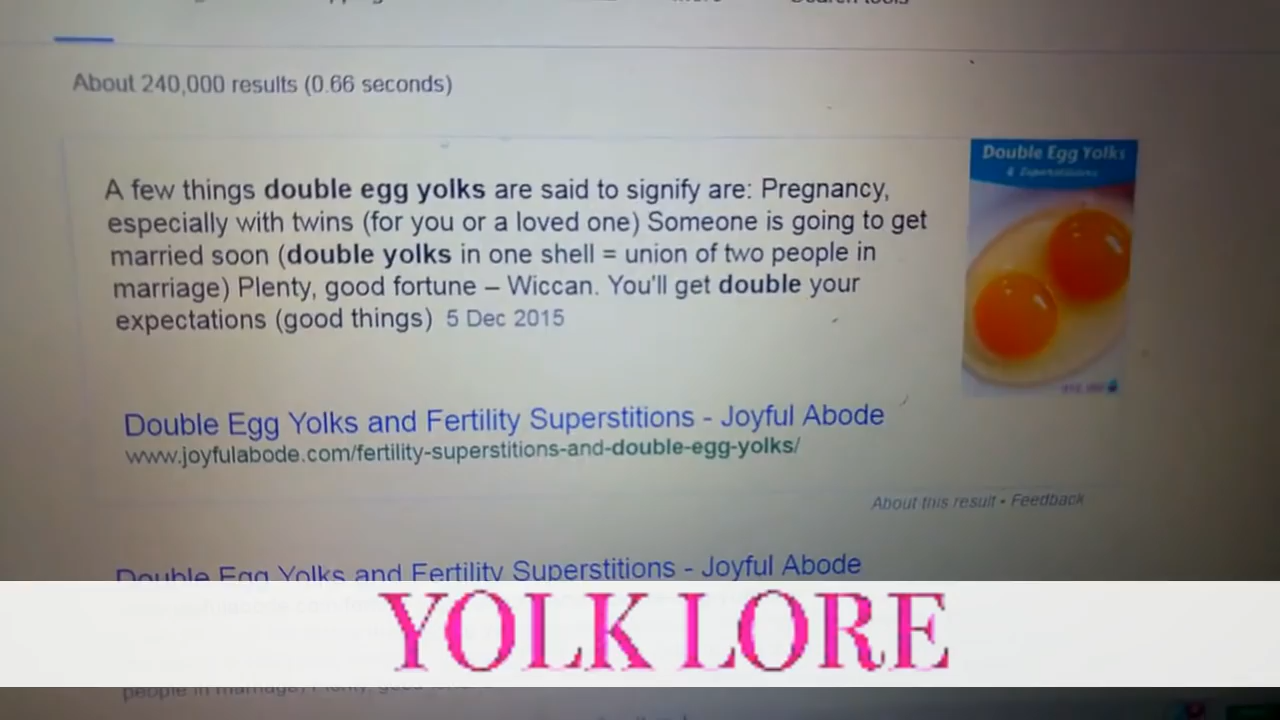 About 240,000 results (0.66 seconds)
A few things double egg yolks are said to signify are: Pregnancy,
especially with twins (for you or a loved one) Someone is going to get
married soon (double yolks in one shell = union of two people in
marriage) Plenty, good fortune – Wiccan. You'll get double your
expectations (good things) 5 Dec 2015
Double Egg Yolks
& Superstitions
Double Egg Yolks and Fertility Superstitions - Joyful Abode
www.joyfulabode.com/fertility-superstitions-and-double-egg-yolks/
About this result • Feedback
Double Egg Yolks and Fertility Superstitions - Joyful Abode
YOLK LORE